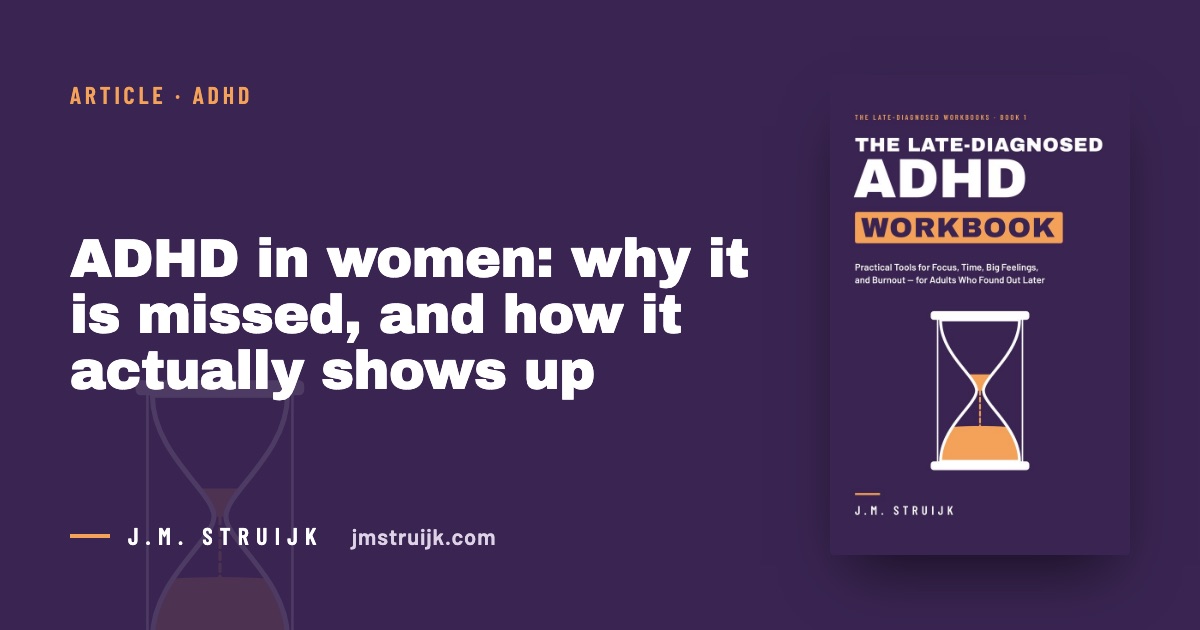 ARTICLE · ADHD
ADHD in women: why it
is missed, and how it
actually shows up
J.M. STRUIJK jmstruijk.com
THE LATE-DIAGNOSED WORKBOOKS · BOOK 1
THE LATE-DIAGNOSED
ADHD
WORKBOOK
Practical Tools for Focus, Time, Big Feelings,
and Burnout — for Adults Who Found Out Later
J.M. STRUIJK